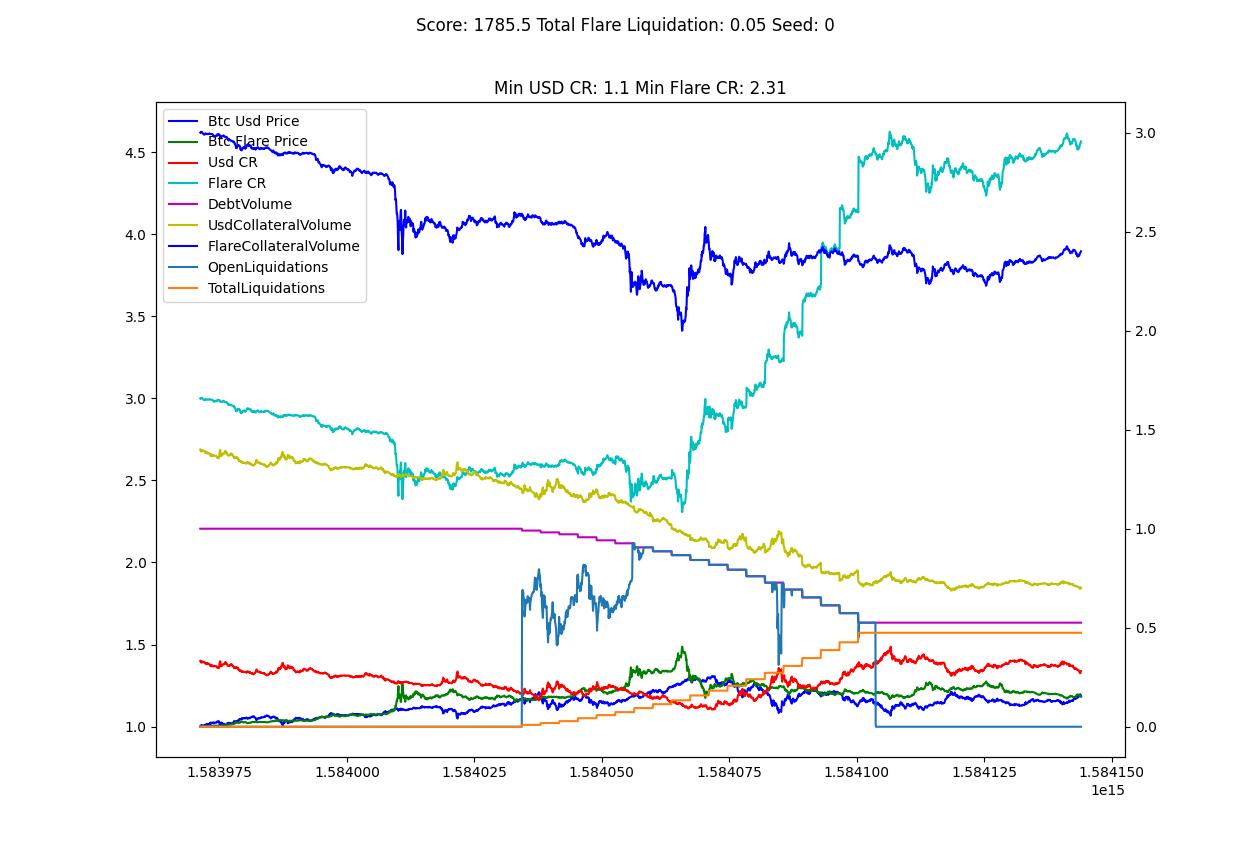 Score: 1785.5 Total Flare Liquidation: 0.05 Seed: 0
Min USD CR: 1.1 Min Flare CR: 2.31
Btc Usd Price
Btc Flare Price
Usd CR
Flare CR
DebtVolume
UsdCollateralVolume
FlareCollateralVolume
OpenLiquidations
TotalLiquidations
4.5
4.0
3.5
3.0
2.5
2.0
1.5
1.0
3.0
2.5
2.0
1.5
1.0
0.5
0.0
1.583975 1.584000 1.584025 1.584050 1.584075 1.584100 1.584125 1.584150
1e15